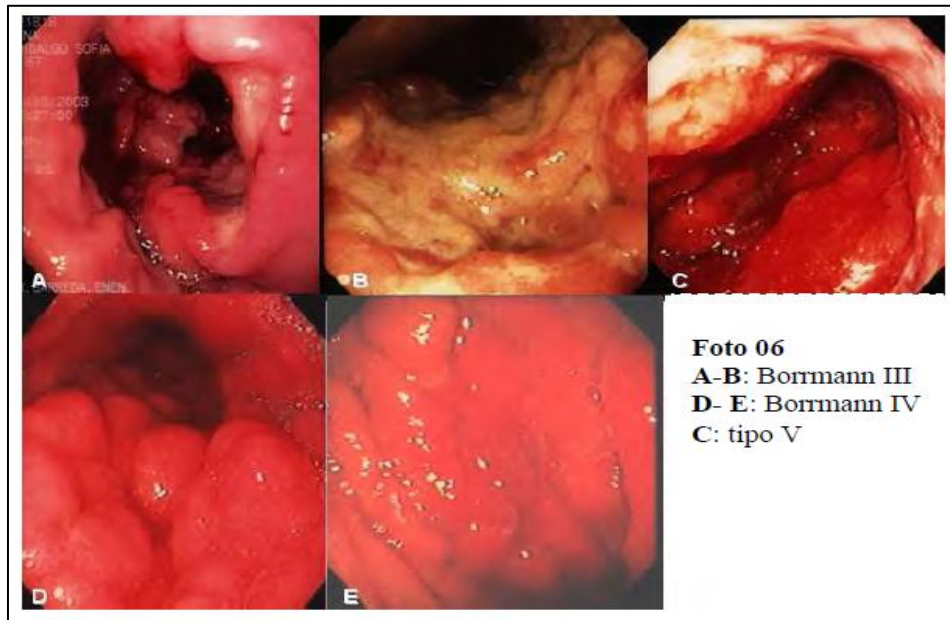 A
B
C
D
E
Foto 06
A-B: Borrmann III
D- E: Borrmann IV
C: tipo V